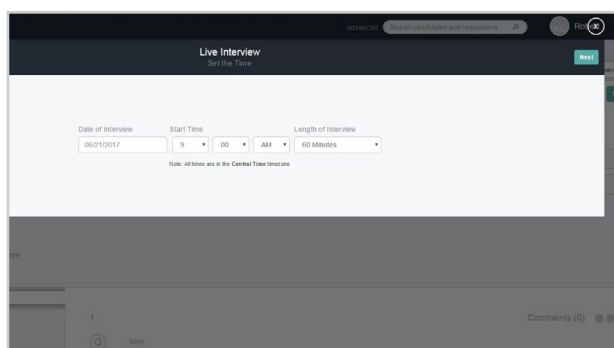 advanced Search candidates and requisitions
Live Interview
Set the Time
Next
Date of Interview Start Time Length of Interview
06/21/2017 9 00 AM 60 Minutes
Note: All times are in the Central Time timezone
1. Comments (0)